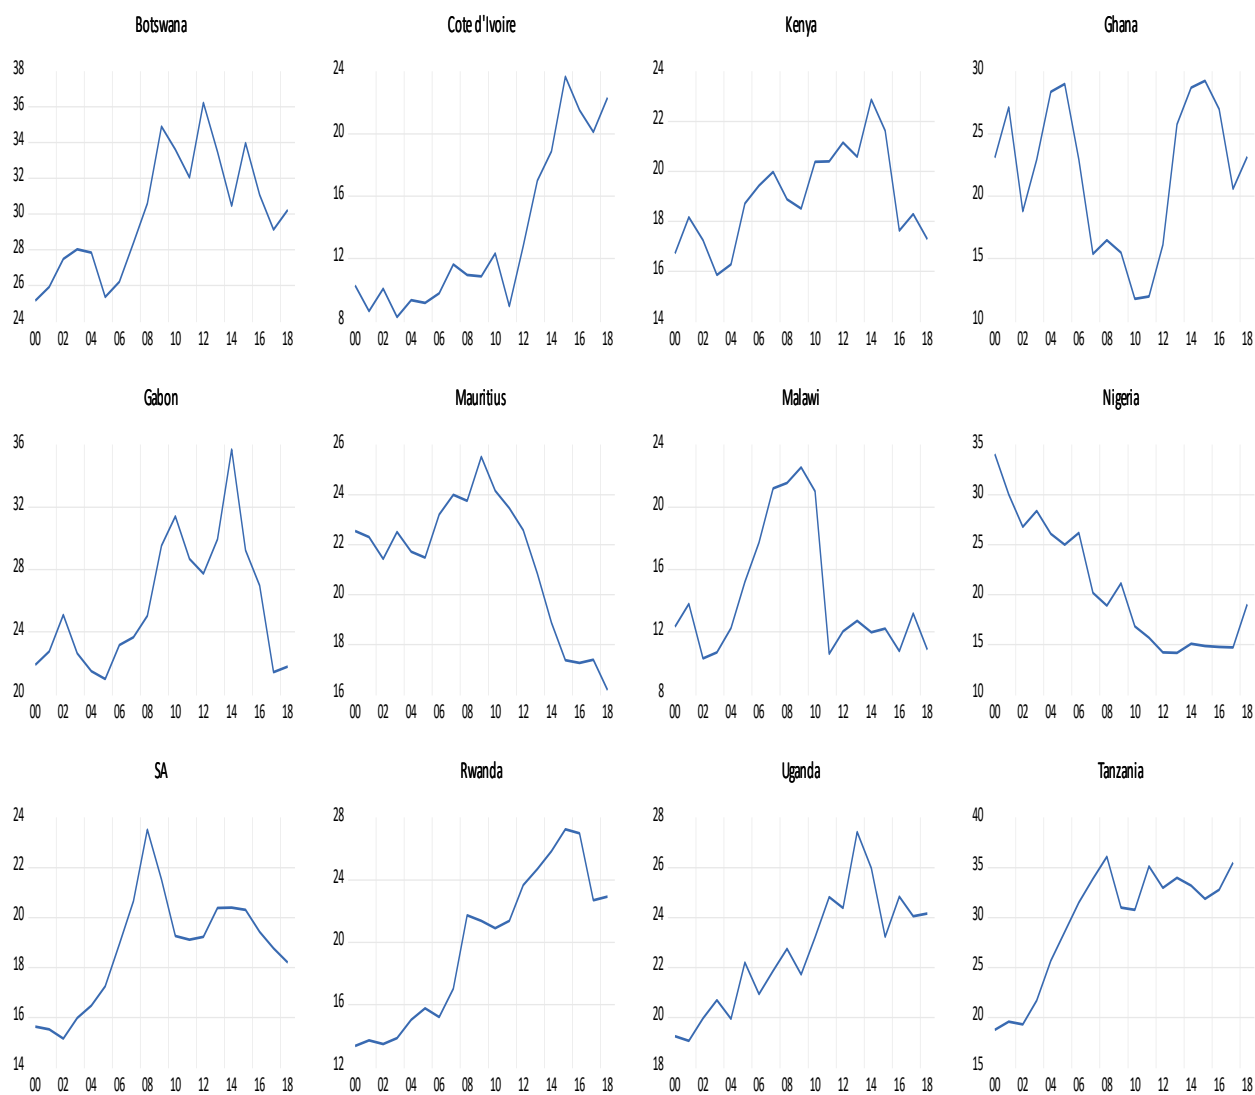 Botswana Cote d'Ivoire Kenya Ghana
38 24 24 30
36
34 20 22 25
32 20
30 16 20
28 18
26 12 16 15
24 8 14 10
00 02 04 06 08 10 12 14 16 18 00 02 04 06 08 10 12 14 16 18 00 02 04 06 08 10 12 14 16 18 00 02 04 06 08 10 12 14 16 18
Gabon Mauritius Malawi Nigeria
36 26 24 35
32 24 20 30
22 25
28 20 16 20
24 18 12 15
20 16 8 10
00 02 04 06 08 10 12 14 16 18 00 02 04 06 08 10 12 14 16 18 00 02 04 06 08 10 12 14 16 18 00 02 04 06 08 10 12 14 16 18
SA Rwanda Uganda Tanzania
24 28 28 40
22 24 26 35
20 24 30
18 20 22 25
16 16 20 20
14 12 18 15
00 02 04 06 08 10 12 14 16 18 00 02 04 06 08 10 12 14 16 18 00 02 04 06 08 10 12 14 16 18 00 02 04 06 08 10 12 14 16 18